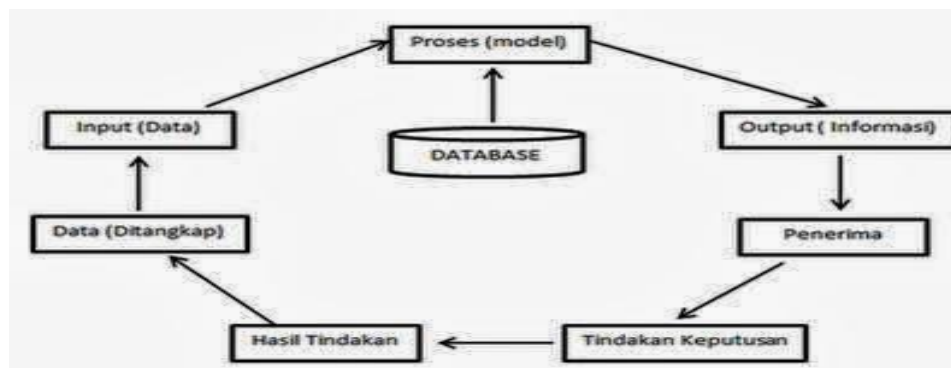 Proses (model)
Input (Data)
Output ( Informasi)
DATABASE
Data (Ditangkap)
Penerima
Hasil Tindakan
Tindakan Keputusan